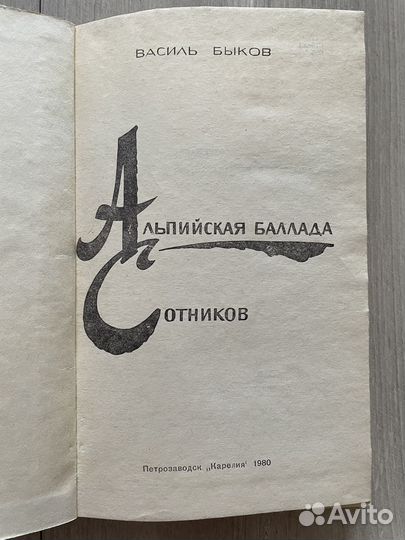 ВАСИЛЬ БЫКОВ
АЛЬПИЙСКАЯ БАЛЛАДА
СОТНИКОВ
Петрозаводск „Карелия" 1980
Avito